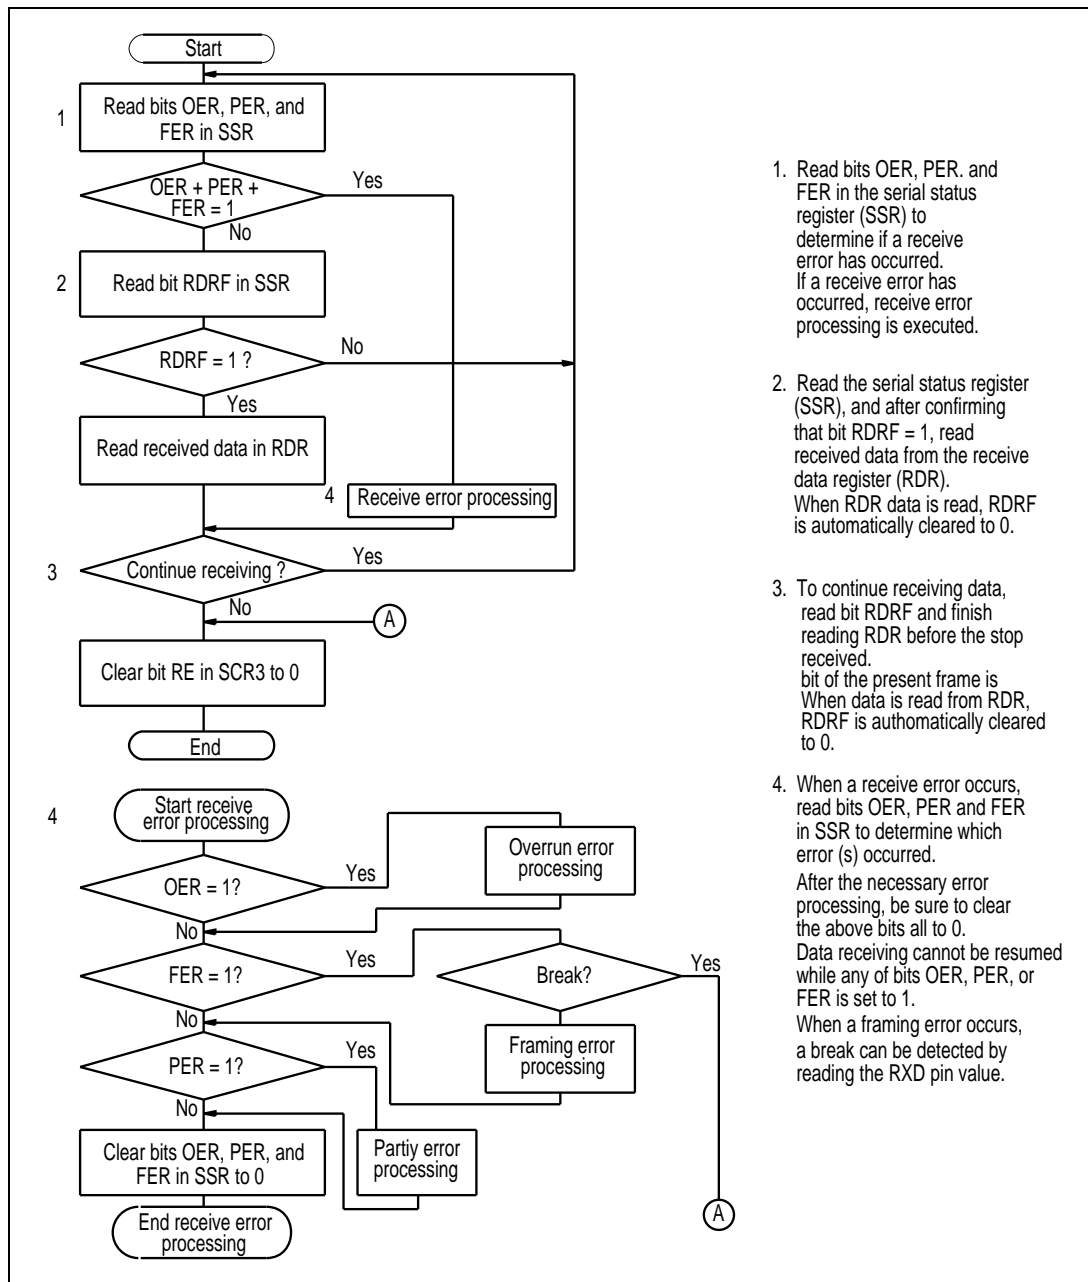 Start
1
Read bits OER, PER, and
FER in SSR
OER + PER +
FER = 1
Yes
No
2
Read bit RDRF in SSR
RDRF = 1 ?
No
Yes
Read received data in RDR
4
Receive error processing
3
Continue receiving ?
Yes
No
A
Clear bit RE in SCR3 to 0
End
4
Start receive
error processing
OER = 1?
Yes
Overrun error
processing
No
FER = 1?
Yes
Break?
Yes
No
Framing error
processing
PER = 1?
Yes
No
Clear bits OER, PER, and
FER in SSR to 0
Partiy error
processing
A
End receive error
processing
1. Read bits OER, PER. and
FER in the serial status
register (SSR) to
determine if a receive
error has occurred.
If a receive error has
occurred, receive error
processing is executed.
2. Read the serial status register
(SSR), and after confirming
that bit RDRF = 1, read
received data from the receive
data register (RDR).
When RDR data is read, RDRF
is automatically cleared to 0.
3. To continue receiving data,
read bit RDRF and finish
reading RDR before the stop
received.
bit of the present frame is
When data is read from RDR,
RDRF is authomatically cleared
to 0.
4. When a receive error occurs,
read bits OER, PER and FER
in SSR to determine which
error (s) occurred.
After the necessary error
processing, be sure to clear
the above bits all to 0.
Data receiving cannot be resumed
while any of bits OER, PER, or
FER is set to 1.
When a framing error occurs,
a break can be detected by
reading the RXD pin value.